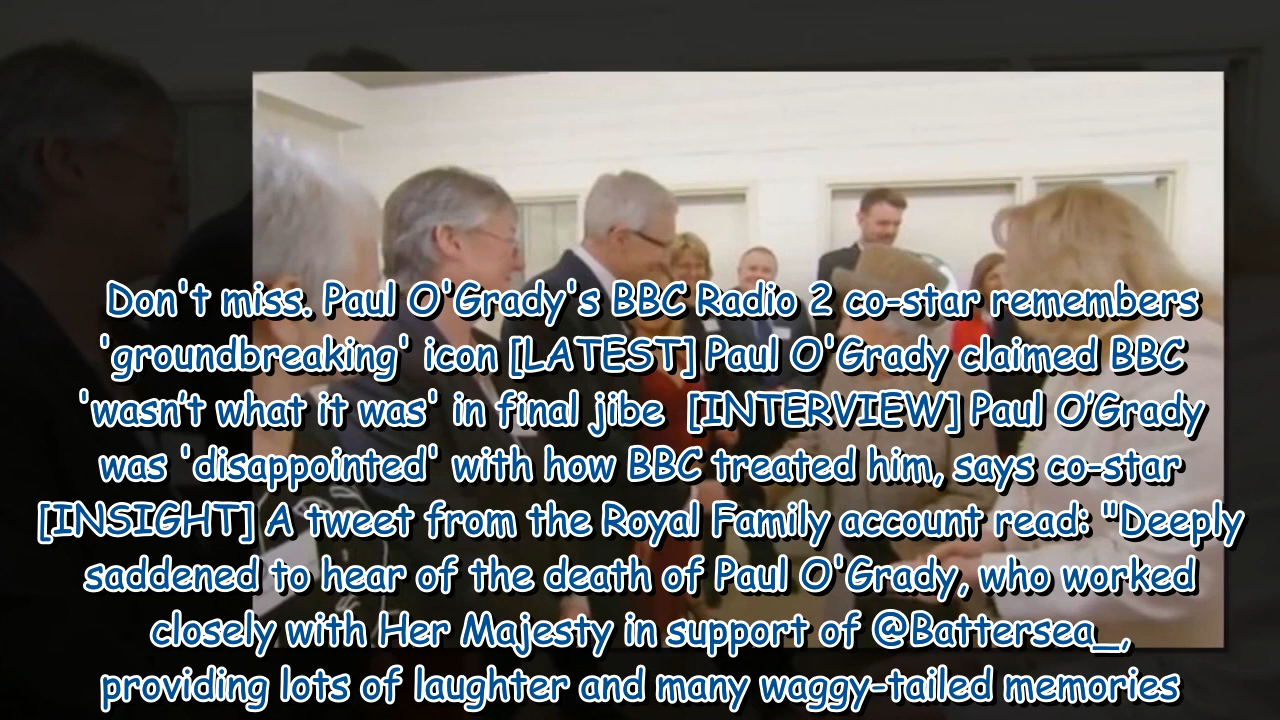 Don't miss. Paul O'Grady's BBC Radio 2 co-star remembers
'groundbreaking' icon [LATEST] Paul O'Grady claimed BBC
'wasn’t what it was' in final jibe  [INTERVIEW] Paul O’Grady
was 'disappointed' with how BBC treated him, says co-star
[INSIGHT] A tweet from the Royal Family account read: "Deeply
saddened to hear of the death of Paul O'Grady, who worked
closely with Her Majesty in support of @Battersea_,
providing lots of laughter and many waggy-tailed memories